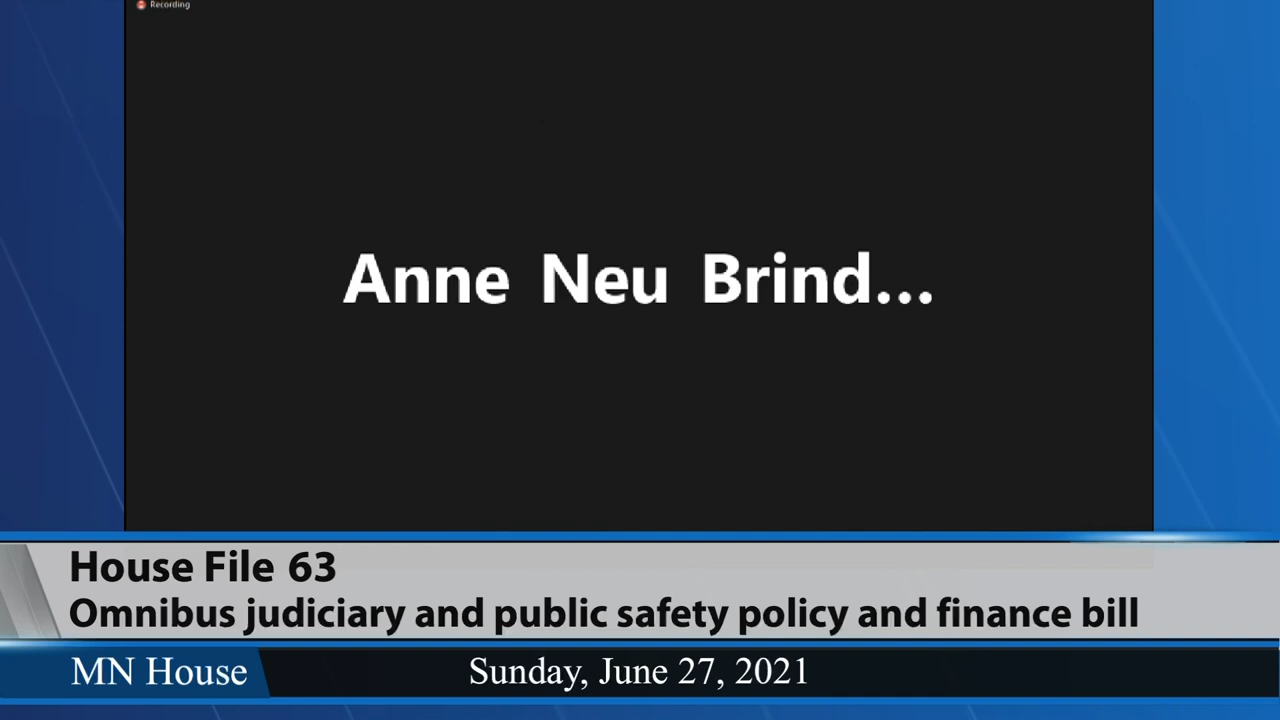 Recording
Anne Neu Brind...
House File 63
Omnibus judiciary and public safety policy and finance bill
MN House
Sunday, June 27, 2021